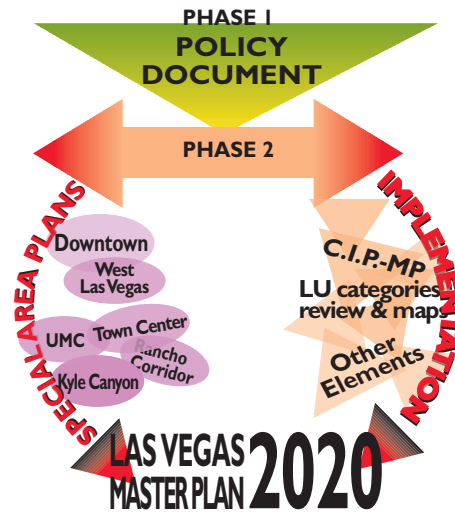 PHASE 1
POLICY
DOCUMENT
PHASE 2
SPECIAL AREA PLANS
Downtown
West
Las Vegas
UMC
Town Center
Rancho
Corridor
Kyle Canyon
IMPLEMENTATION
C.I.P.-MP
LU categories
review & maps
Other
Elements
LAS VEGAS
MASTER PLAN
2020